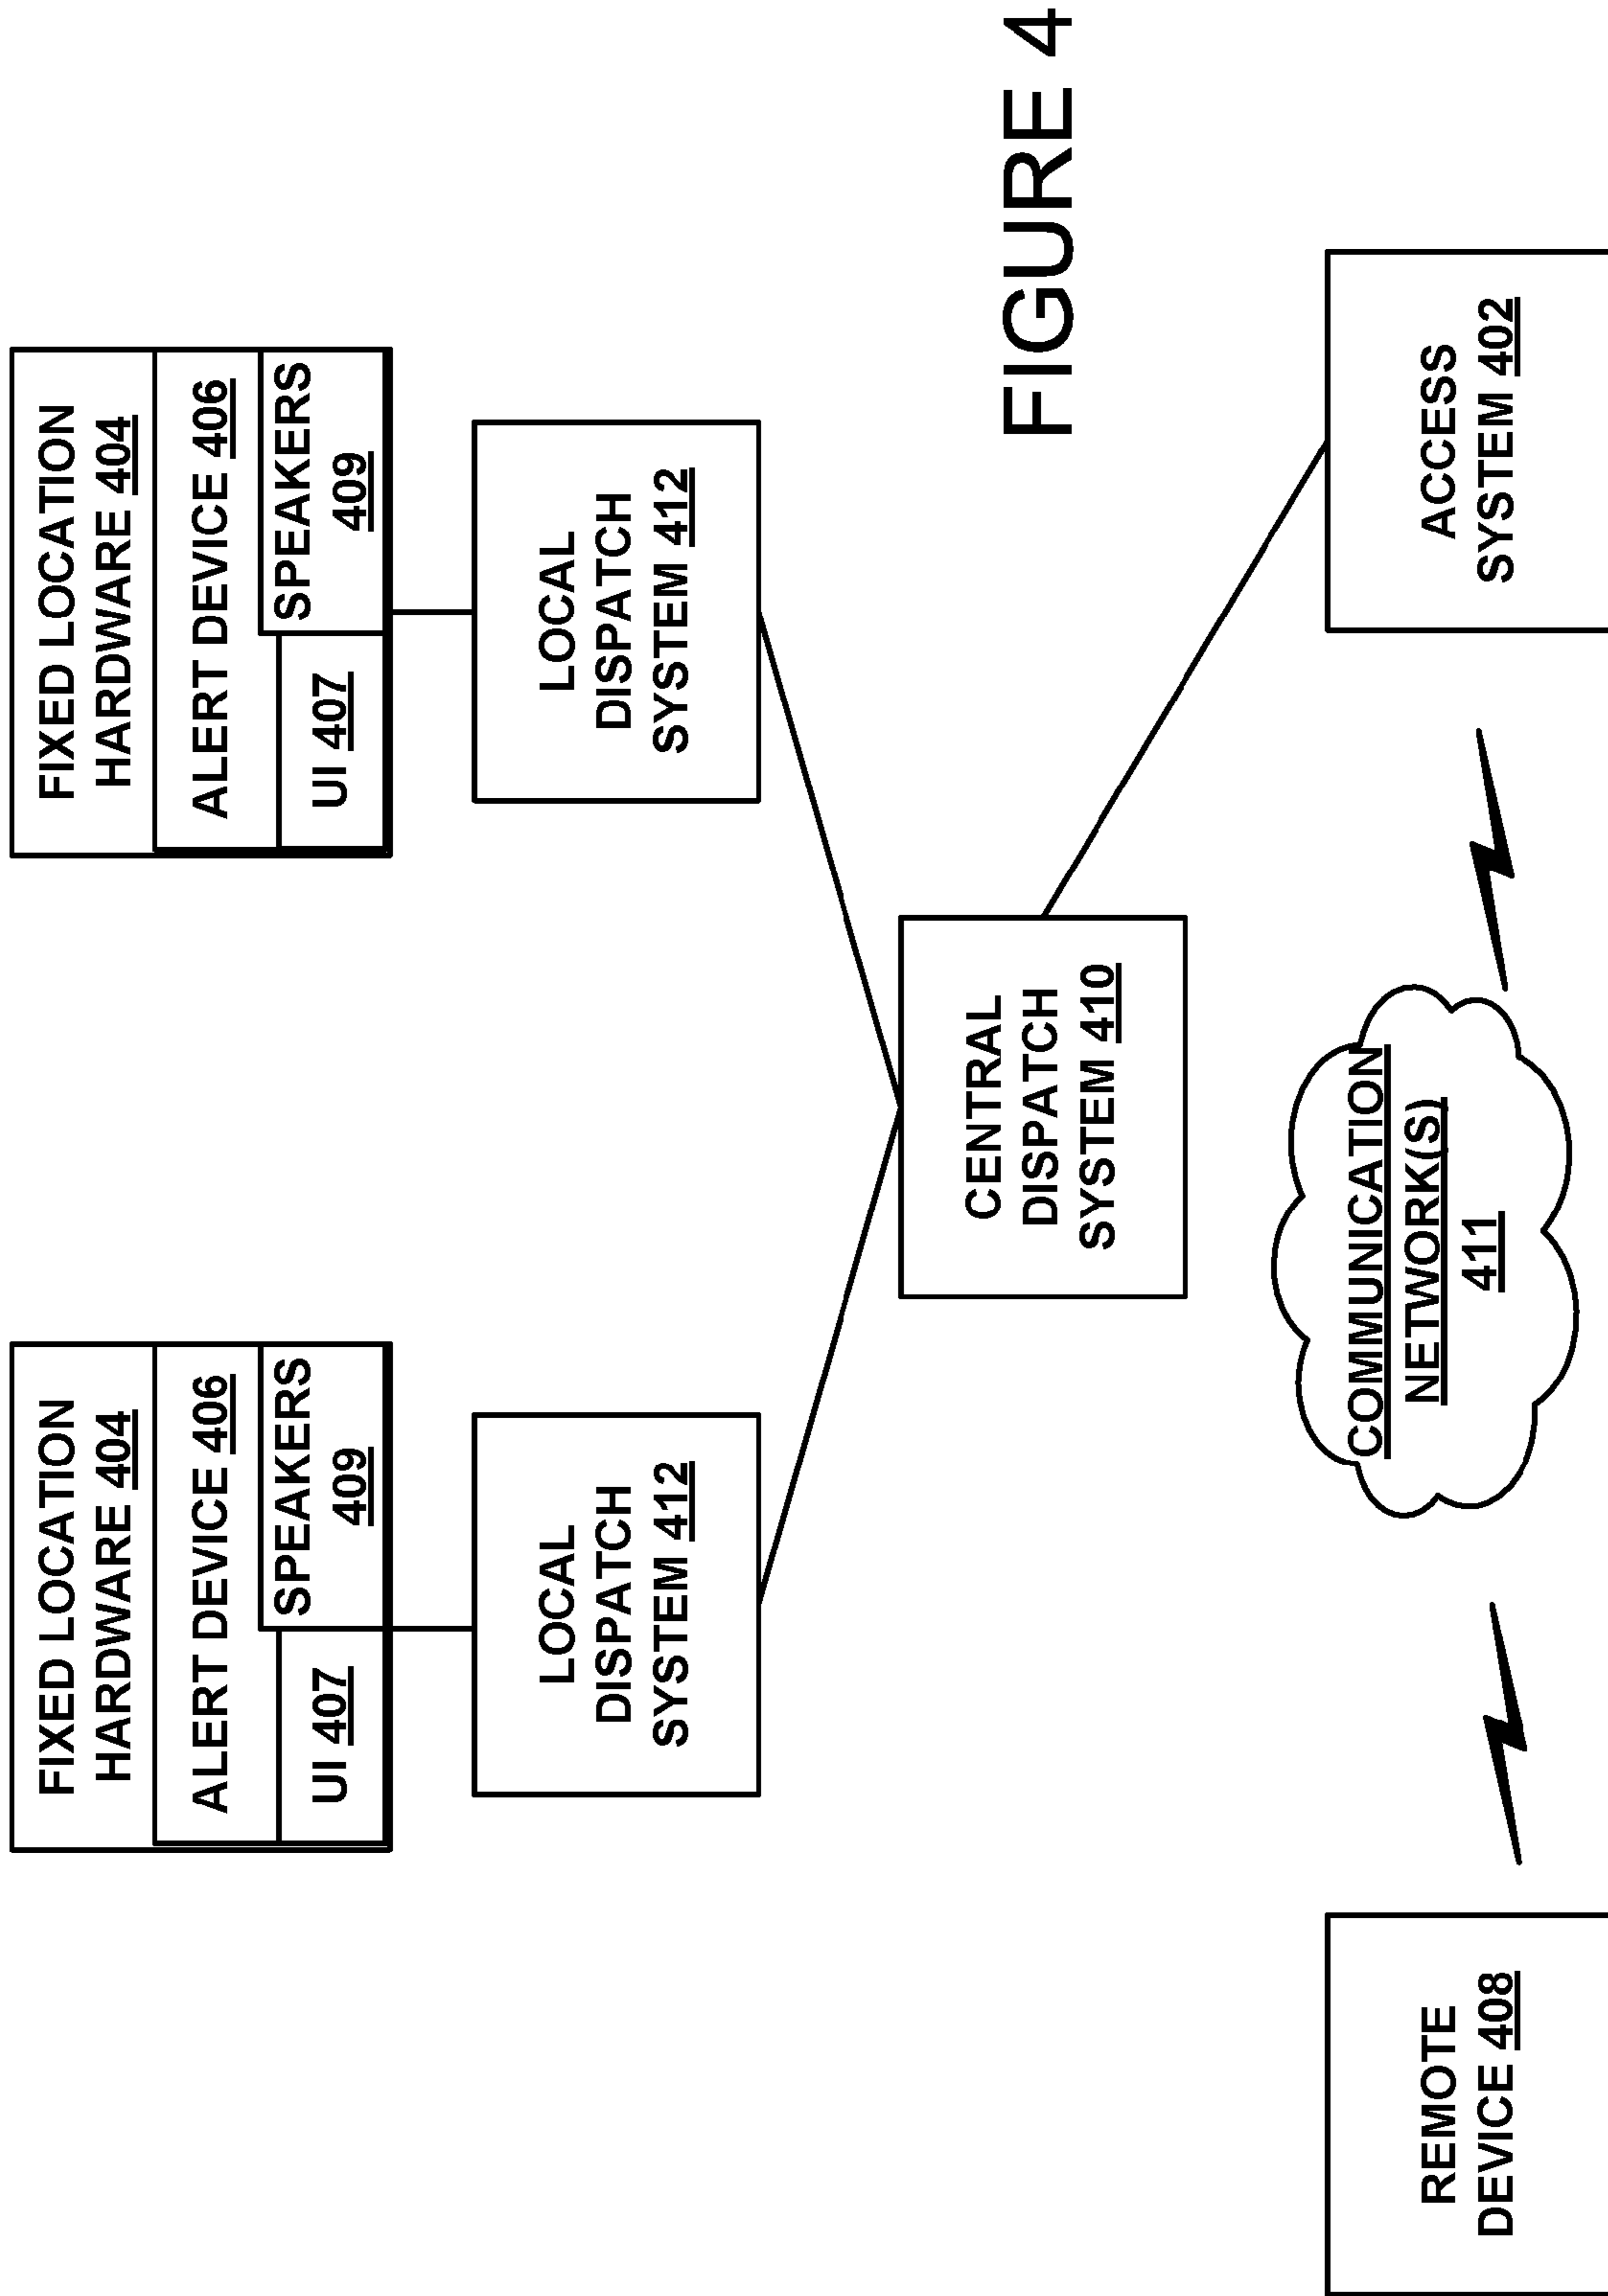 FIXED LOCATION
HARDWARE 404
ALERT DEVICE 406
UI 407
SPEAKERS
409
FIXED LOCATION
HARDWARE 404
ALERT DEVICE 406
UI 407
SPEAKERS
409
LOCAL
DISPATCH
SYSTEM 412
LOCAL
DISPATCH
SYSTEM 412
CENTRAL
DISPATCH
SYSTEM 410
FIGURE 4
REMOTE
DEVICE 408
COMMUNICATION
NETWORK(S)
411
ACCESS
SYSTEM 402